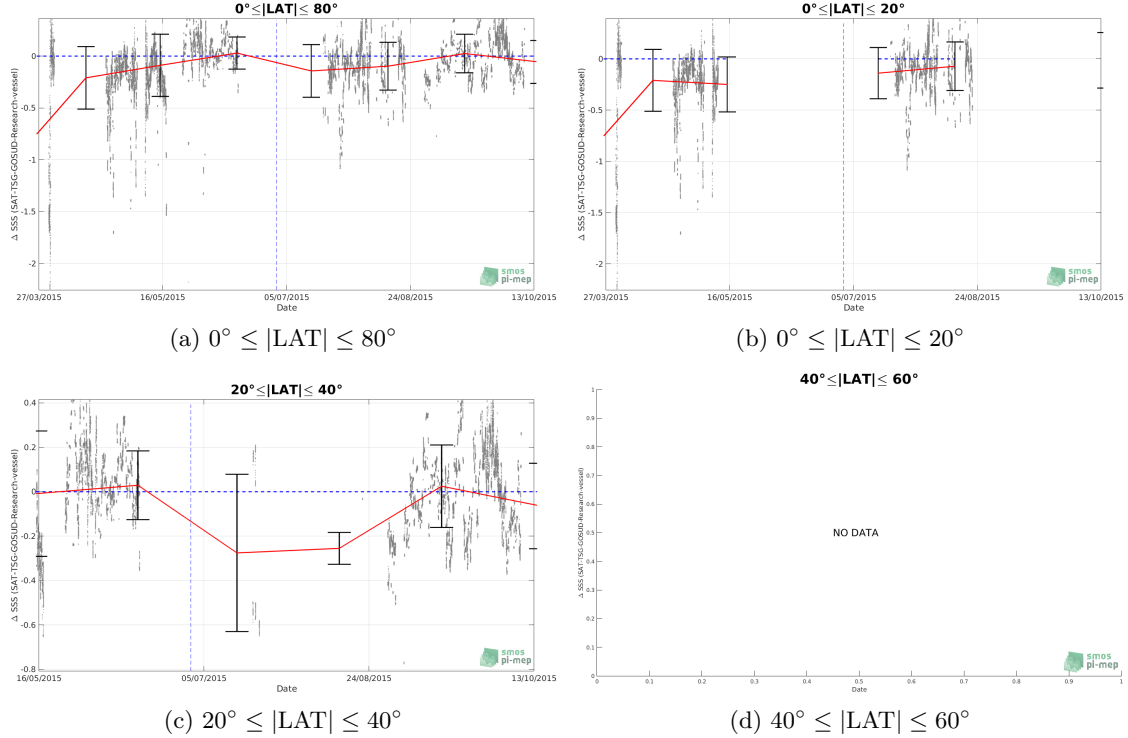 0°≤|LAT|≤ 80°
0
-0.5
-1
-1.5
-2
Δ SSS (SAT-TSG-GOSUD-Research-vessel)
27/03/2015 16/05/2015 05/07/2015 24/08/2015 13/10/2015
Date
smos
pi-mep
(a) 0° ≤ |LAT| ≤ 80°
0°≤|LAT|≤ 20°
0
-0.5
-1
-1.5
-2
Δ SSS (SAT-TSG-GOSUD-Research-vessel)
27/03/2015 16/05/2015 05/07/2015 24/08/2015 13/10/2015
Date
smos
pi-mep
(b) 0° ≤ |LAT| ≤ 20°
20°≤|LAT|≤ 40°
0.4
0.2
0
-0.2
-0.4
-0.6
-0.8
Δ SSS (SAT-TSG-GOSUD-Research-vessel)
16/05/2015 05/07/2015 24/08/2015 13/10/2015
Date
smos
pi-mep
(c) 20° ≤ |LAT| ≤ 40°
40°≤|LAT|≤ 60°
1
0.9
0.8
0.7
0.6
0.5
0.4
0.3
0.2
0.1
0
Δ SSS (SAT-TSG-GOSUD-Research-vessel)
NO DATA
0 0.1 0.2 0.3 0.4 0.5 0.6 0.7 0.8 0.9 1
Date
smos
pi-mep
(d) 40° ≤ |LAT| ≤ 60°